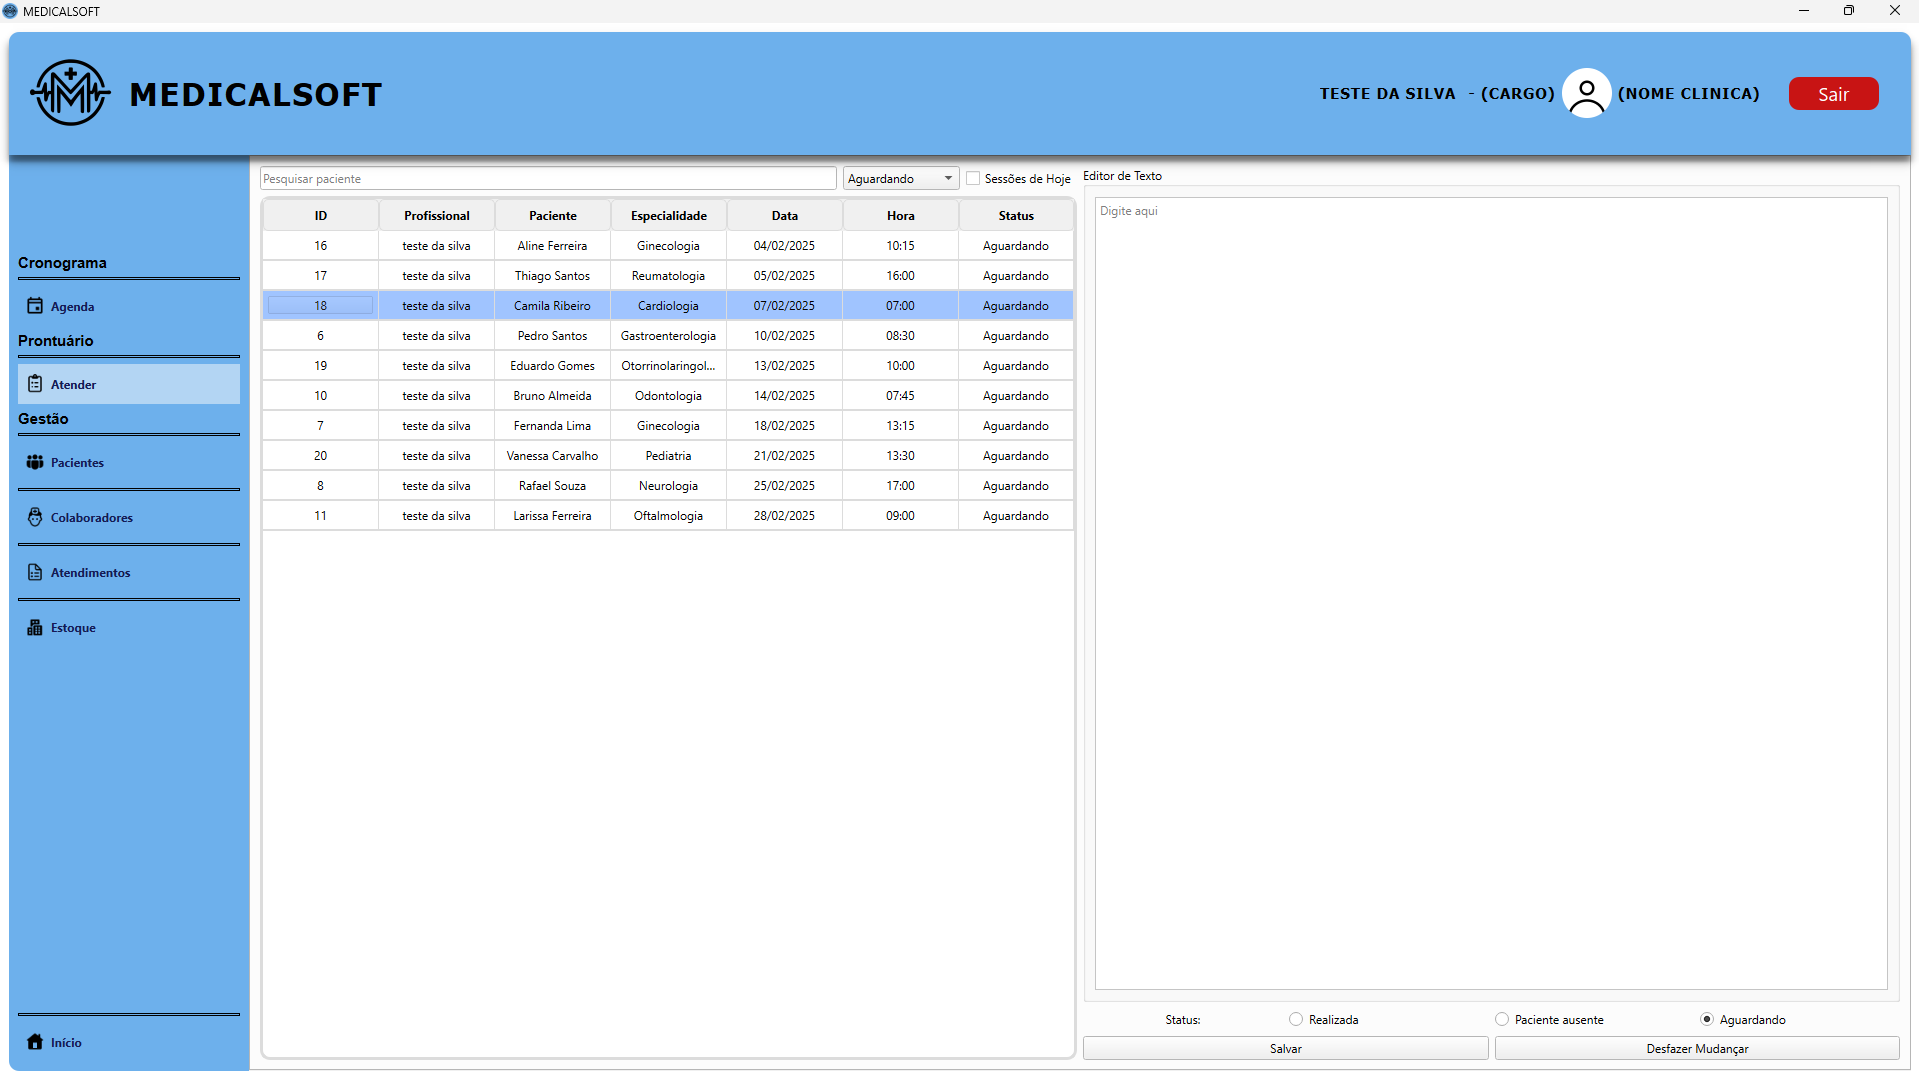 MEDICALSOFT
MEDICALSOFT
TESTE DA SILVA - (CARGO) (NOME CLINICA) Sair
Cronograma
Agenda
Prontuário
Atender
Gestão
Pacientes
Colaboradores
Atendimentos
Estoque
Início
Pesquisar paciente Aguardando Sessões de Hoje
ID Profissional Paciente Especialidade Data Hora Status
16 teste da silva Aline Ferreira Ginecologia 04/02/2025 10:15 Aguardando
17 teste da silva Thiago Santos Reumatologia 05/02/2025 16:00 Aguardando
18 teste da silva Camila Ribeiro Cardiologia 07/02/2025 07:00 Aguardando
6 teste da silva Pedro Santos Gastroenterologia 10/02/2025 08:30 Aguardando
19 teste da silva Eduardo Gomes Otorrinolaringol... 13/02/2025 10:00 Aguardando
10 teste da silva Bruno Almeida Odontologia 14/02/2025 07:45 Aguardando
7 teste da silva Fernanda Lima Ginecologia 18/02/2025 13:15 Aguardando
20 teste da silva Vanessa Carvalho Pediatria 21/02/2025 13:30 Aguardando
8 teste da silva Rafael Souza Neurologia 25/02/2025 17:00 Aguardando
11 teste da silva Larissa Ferreira Oftalmologia 28/02/2025 09:00 Aguardando
Editor de Texto
Digite aqui
Status: Realizada Paciente ausente Aguardando
Salvar Desfazer Mudançar